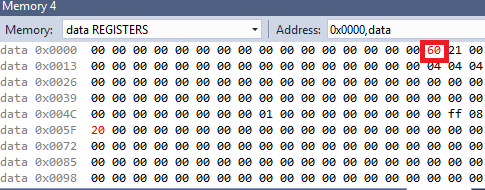 Memory 4
Memory: data REGISTERS Address: 0x0000,data
data 0x0000 00 00 00 00 00 00 00 00 00 00 00 00 00 00 00 00 60 21 00
data 0x0013 00 00 00 00 00 00 00 00 00 00 00 00 00 00 00 00 04 04 04
data 0x0026 00 00 00 00 00 00 00 00 00 00 00 00 00 00 00 00 00 00 00
data 0x0039 00 00 00 00 00 00 00 00 00 00 00 00 00 00 00 00 00 00 00
data 0x004C 00 00 00 00 00 00 00 00 01 00 00 00 00 00 00 00 00 ff 08
data 0x005F 20 00 00 00 00 00 00 00 00 00 00 00 00 00 00 00 00 00 00
data 0x0072 00 00 00 00 00 00 00 00 00 00 00 00 00 00 00 00 00 00 00
data 0x0085 00 00 00 00 00 00 00 00 00 00 00 00 00 00 00 00 00 00 00
data 0x0098 00 00 00 00 00 00 00 00 00 00 00 00 00 00 00 00 00 00 00